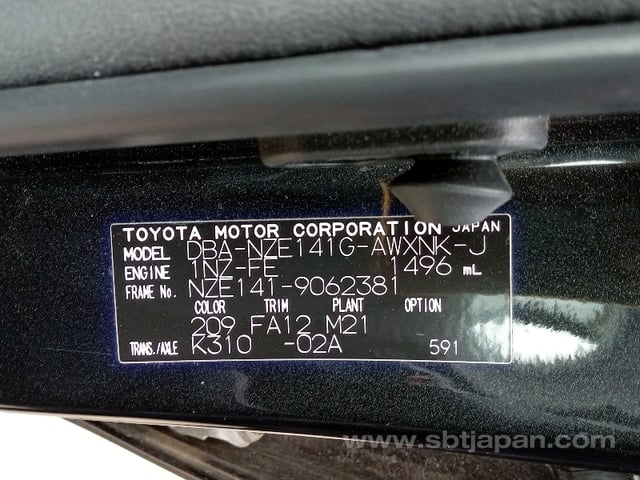 TOYOTA MOTOR CORPORATION JAPAN
MODEL DBA-NZE141G-AWXNK-J
ENGINE 1NZ-FE 1496 mL
FRAME No. NZE141-9062381
COLOR TRIM PLANT OPTION
209 FA12 M21
TRANS./AXLE K310 -02A 591
www.sbtjapan.com